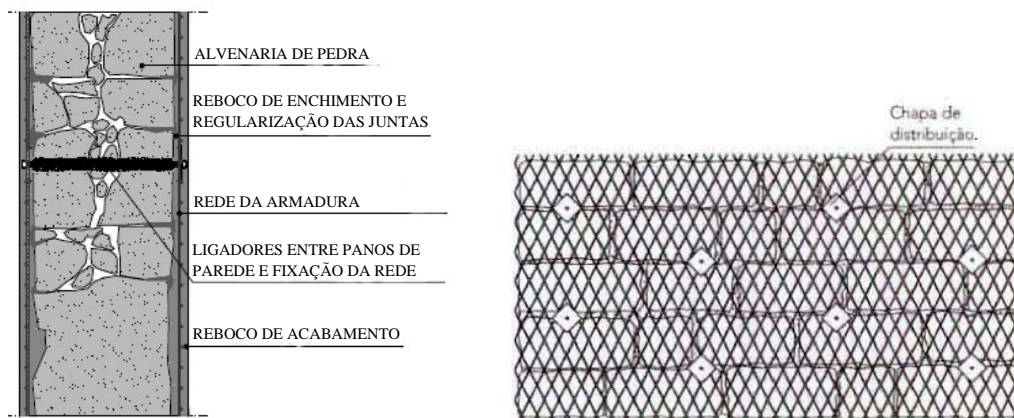 ALVENARIA DE PEDRA
REBOCO DE ENCHIMENTO E
REGULARIZAÇÃO DAS JUNTAS
REDE DA ARMADURA
LIGADORES ENTRE PANOS DE
PAREDE E FIXAÇÃO DA REDE
REBOCO DE ACABAMENTO
Chapa de
distribuição.